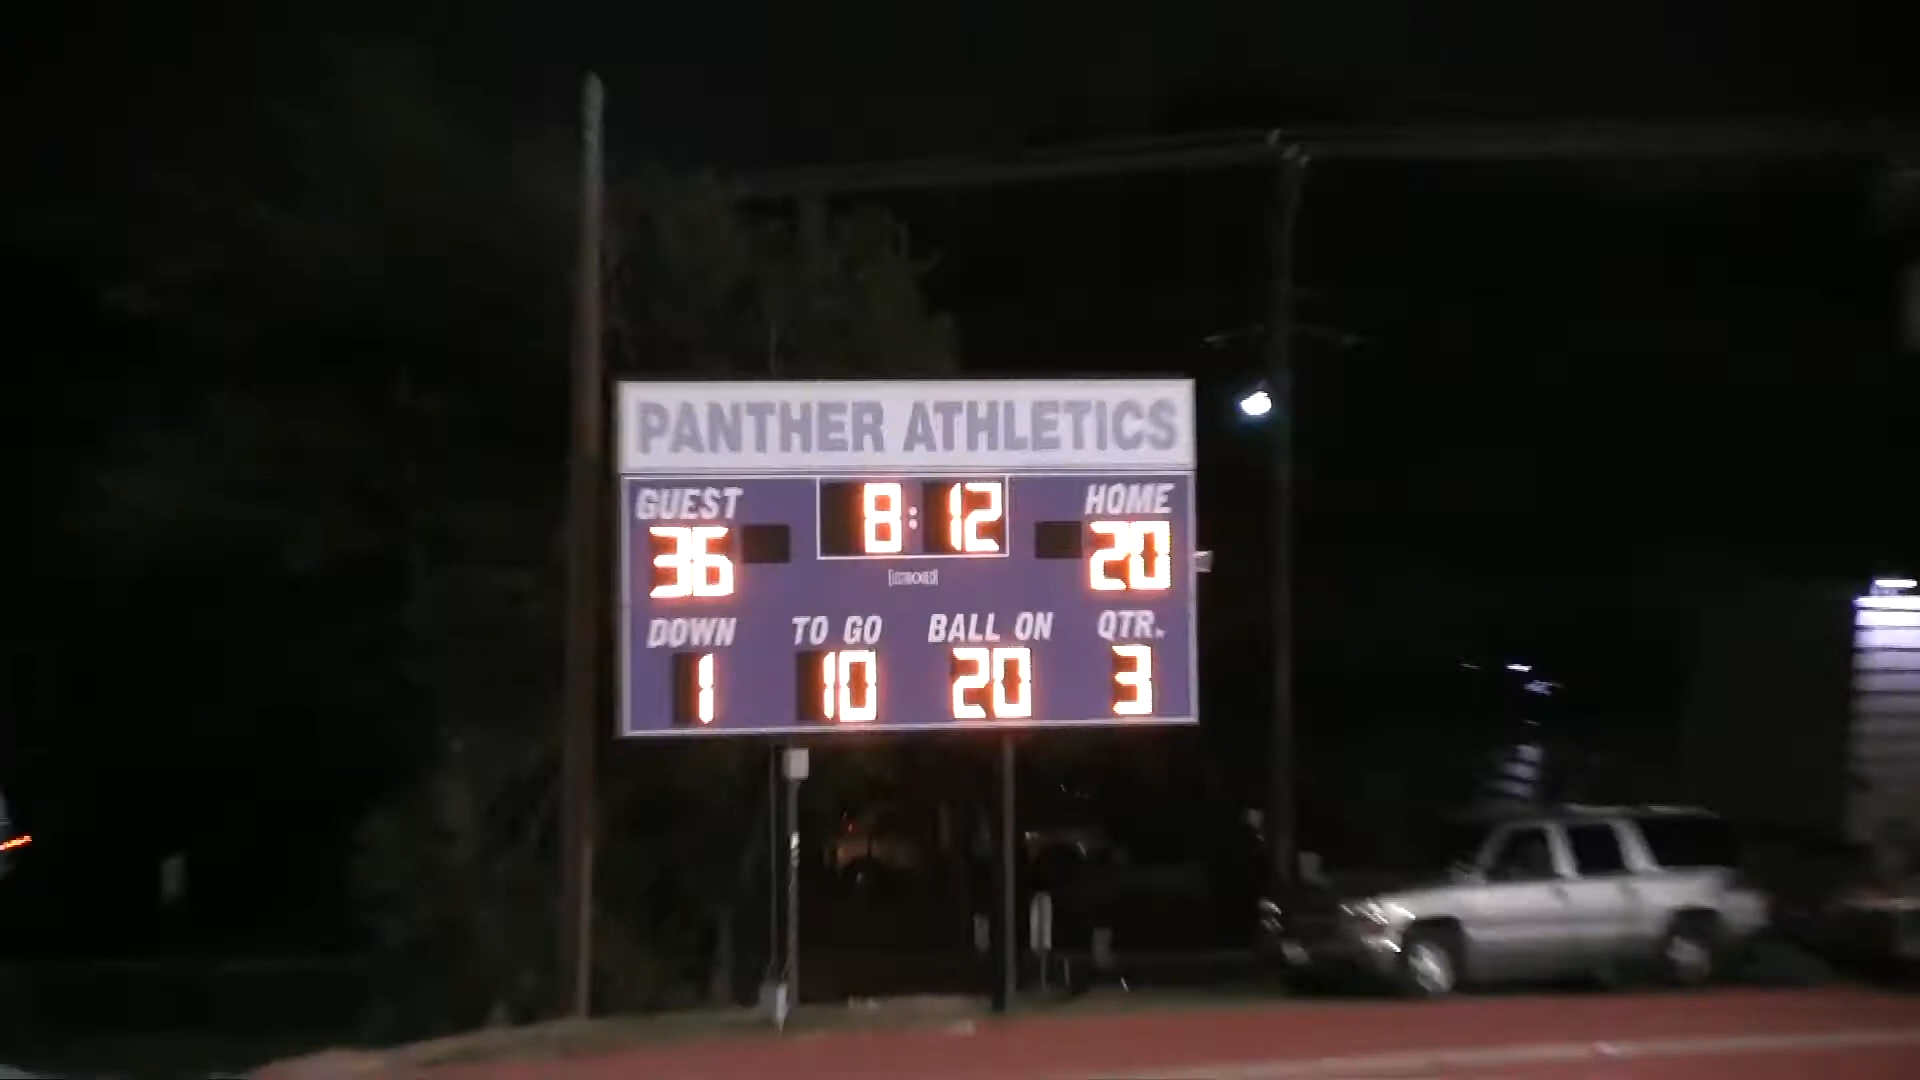 PANTHER ATHLETICS
GUEST 8:12 HOME
36 20
DOWN TO GO BALL ON QTR.
1 10 20 3